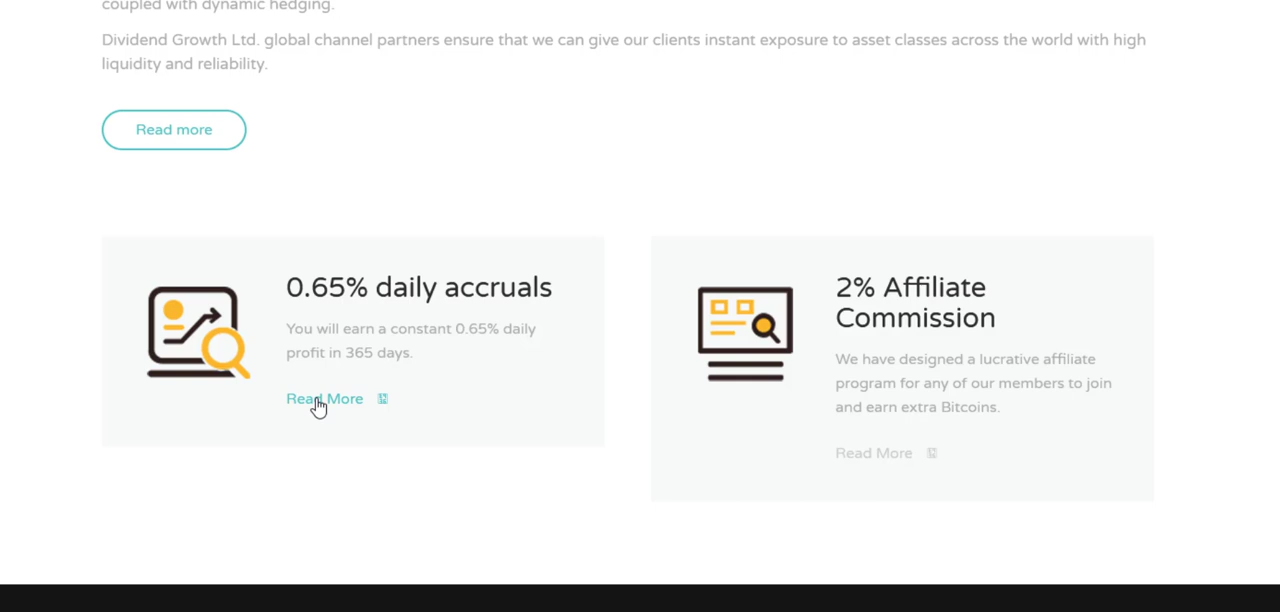 coupled with dynamic hedging.
Dividend Growth Ltd. global channel partners ensure that we can give our clients instant exposure to asset classes across the world with high
liquidity and reliability.
Read more
0.65% daily accruals
You will earn a constant 0.65% daily
profit in 365 days.
Read More
2% Affiliate
Commission
We have designed a lucrative affiliate
program for any of our members to join
and earn extra Bitcoins.
Read More